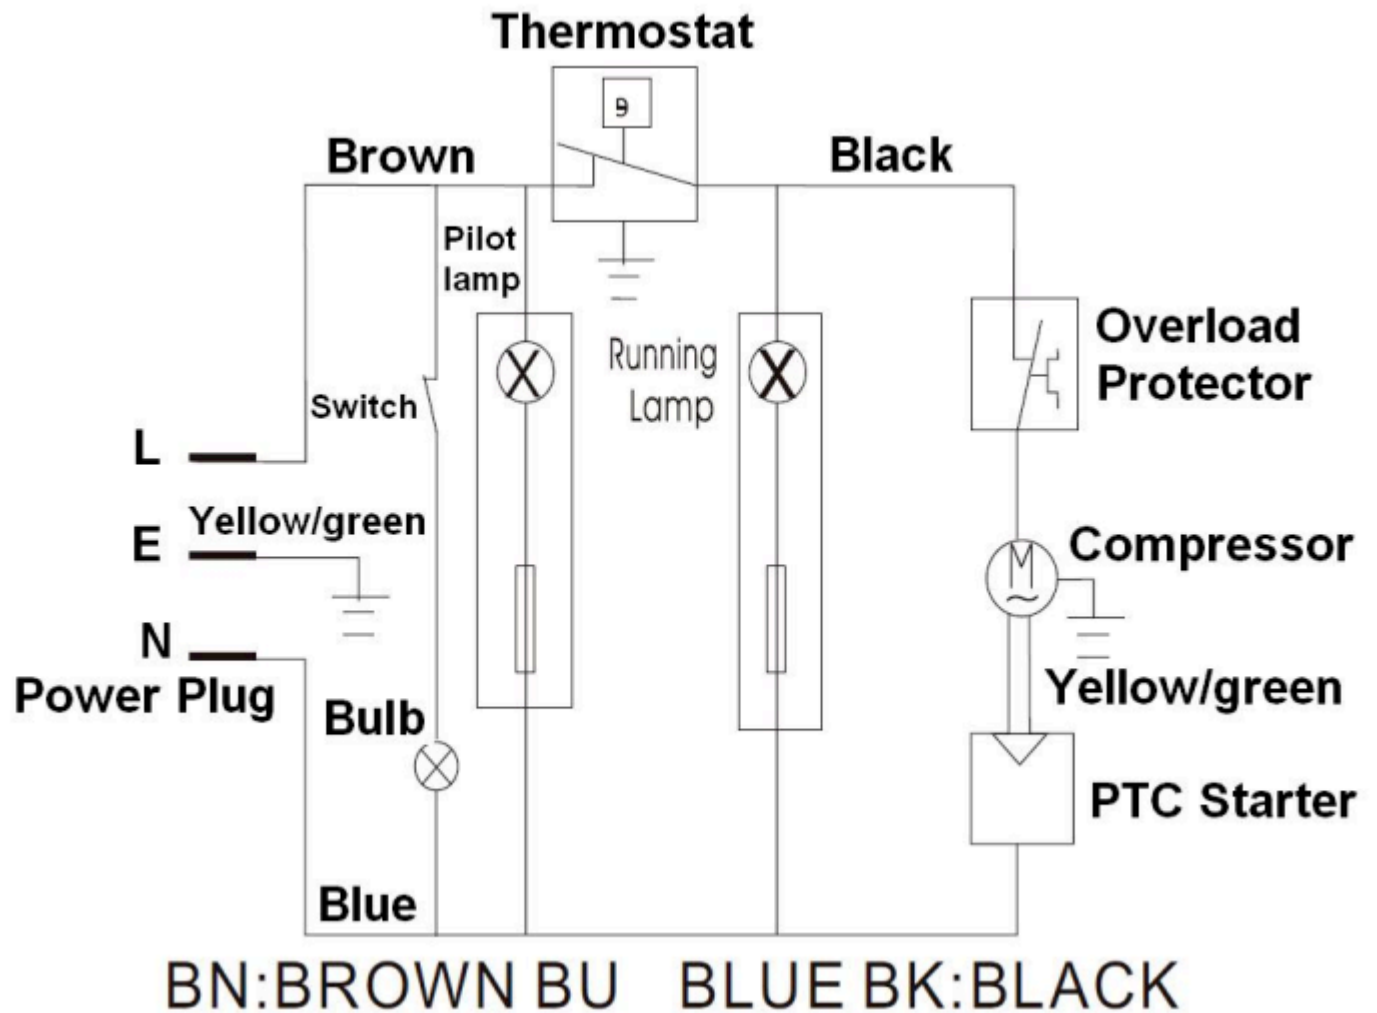 Thermostat
Brown
Black
Pilot
lamp
Running
Lamp
Overload
Protector
Switch
L
Yellow/green
E
Compressor
M
N
Power Plug
Yellow/green
Bulb
PTC Starter
Blue
BN:BROWN BU BLUE BK:BLACK